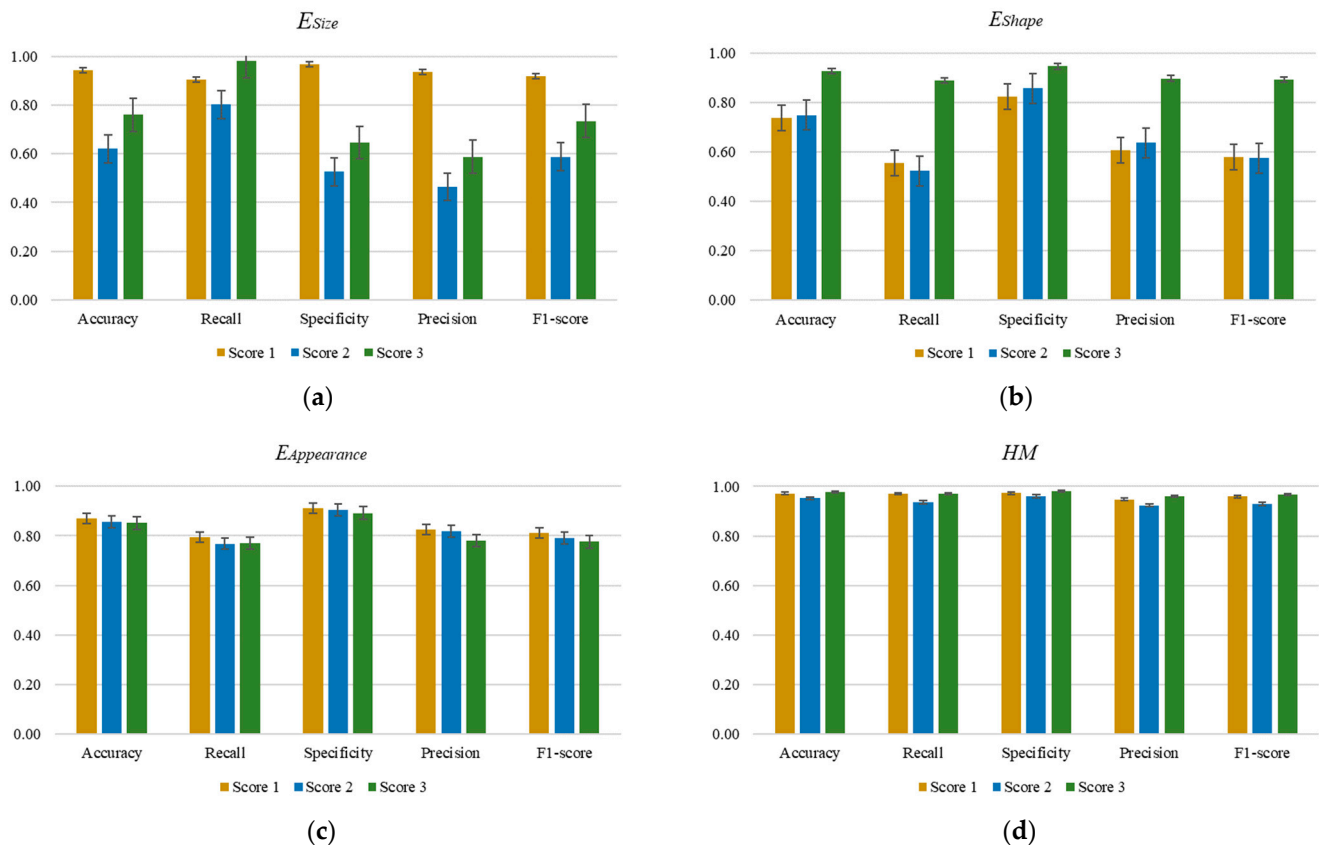 E Size
1.00
0.80
0.60
0.40
0.20
0.00
Accuracy Recall Specificity Precision F1-score
Score 1 Score 2 Score 3
(a)
E Shape
1.00
0.80
0.60
0.40
0.20
0.00
Accuracy Recall Specificity Precision F1-score
Score 1 Score 2 Score 3
(b)
E Appearance
1.00
0.80
0.60
0.40
0.20
0.00
Accuracy Recall Specificity Precision F1-score
Score 1 Score 2 Score 3
(c)
HM
1.00
0.80
0.60
0.40
0.20
0.00
Accuracy Recall Specificity Precision F1-score
Score 1 Score 2 Score 3
(d)